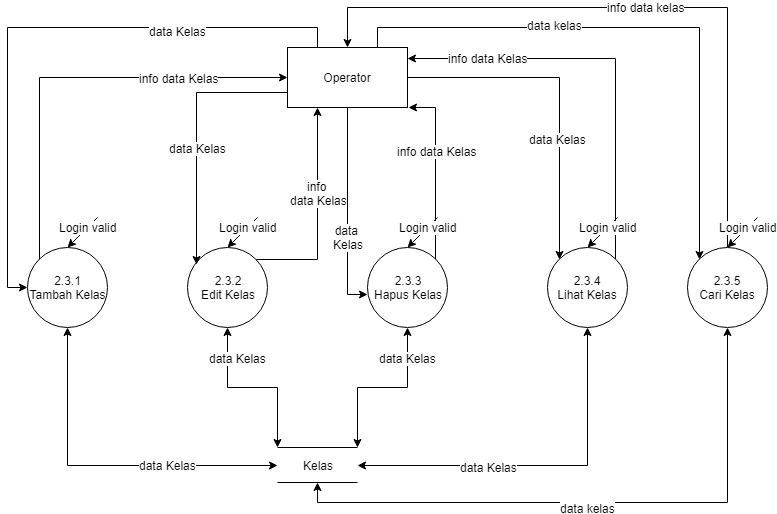 info data kelas
data Kelas
data kelas
info data Kelas
Operator
info data Kelas
data Kelas
info data Kelas
data Kelas
info
data Kelas
data
Kelas
Login valid
Login valid
Login valid
Login valid
Login valid
2.3.1
Tambah Kelas
2.3.2
Edit Kelas
2.3.3
Hapus Kelas
2.3.4
Lihat Kelas
2.3.5
Cari Kelas
data Kelas
data Kelas
data Kelas
Kelas
data Kelas
data kelas